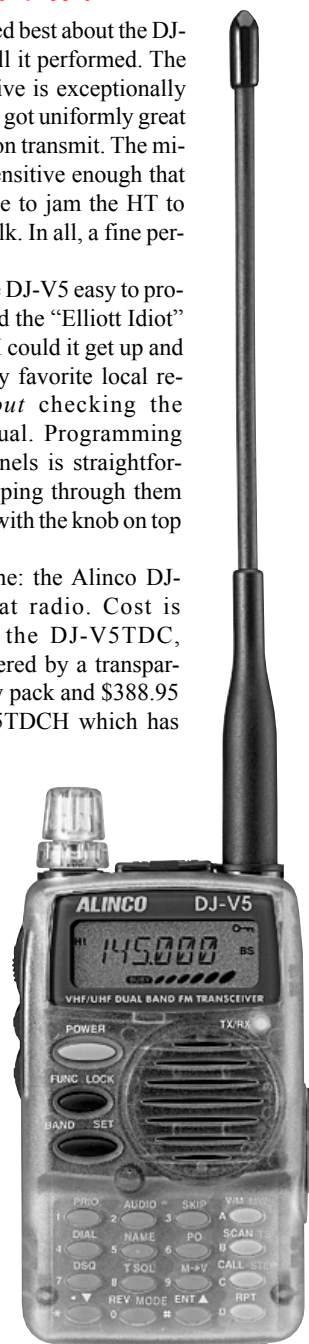 ed best about the DJ-
ll it performed. The
ive is exceptionally
got uniformly great
on transmit. The mi-
ensitive enough that
e to jam the HT to
lk. In all, a fine per-
e DJ-V5 easy to pro-
d the “Elliott Idiot”
I could it get up and
y favorite local re-
out checking the
ual. Programming
nels is straightfor-
ping through them
with the knob on top
ne: the Alinco DJ-
at radio. Cost is
the DJ-V5TDC,
ered by a transpar-
y pack and $388.95
5TDCH which has
ALINCO DJ-V5
HI 145.000 BS
BUSY
VHF/UHF DUAL BAND FM TRANSCEIVER
POWER TX/RX
FUNC LOCK
BAND SET
PRIO AUDIO SKIP V/M
1 2 3 A
DIAL NAME PO SCAN
4 5 6 B
DSQ T SQL M→V CALL STEP
7 8 9 C
▼ REV MODE ENT ▲ RPT
* 0 # D